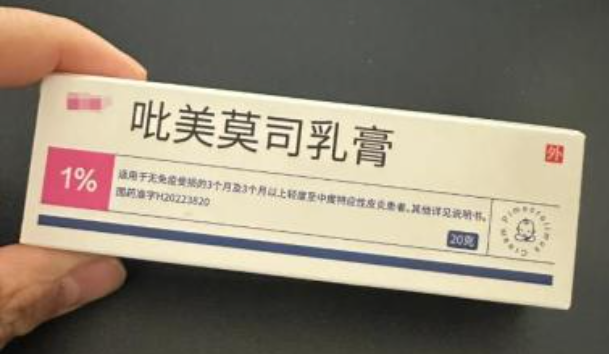 吡美莫司乳膏
外
1%
适用于无免疫受损的3个月及3个月以上轻度至中度特应性皮炎患者。其他详见说明书。
国药准字H20223820
20克
Pimecrolimus Cream